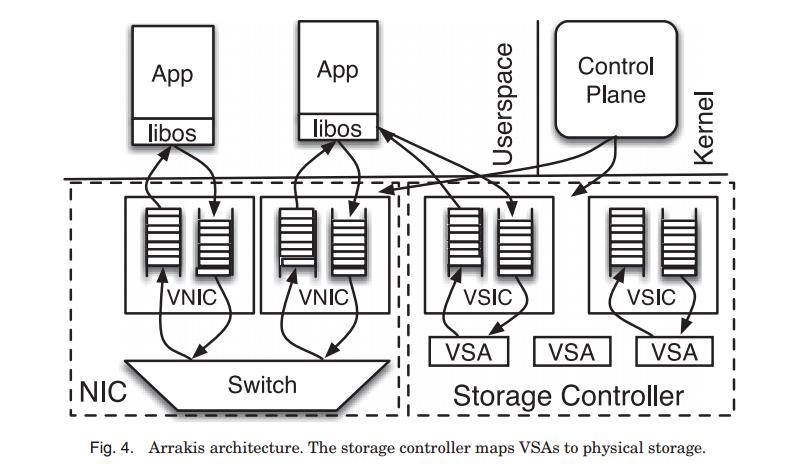 App
libos
App
libos
Userspace
Control
Plane
Kernel
VNIC
VNIC
VSIC
VSIC
VSA
VSA
VSA
NIC
Switch
Storage Controller
Fig. 4. Arrakis architecture. The storage controller maps VSAs to physical storage.